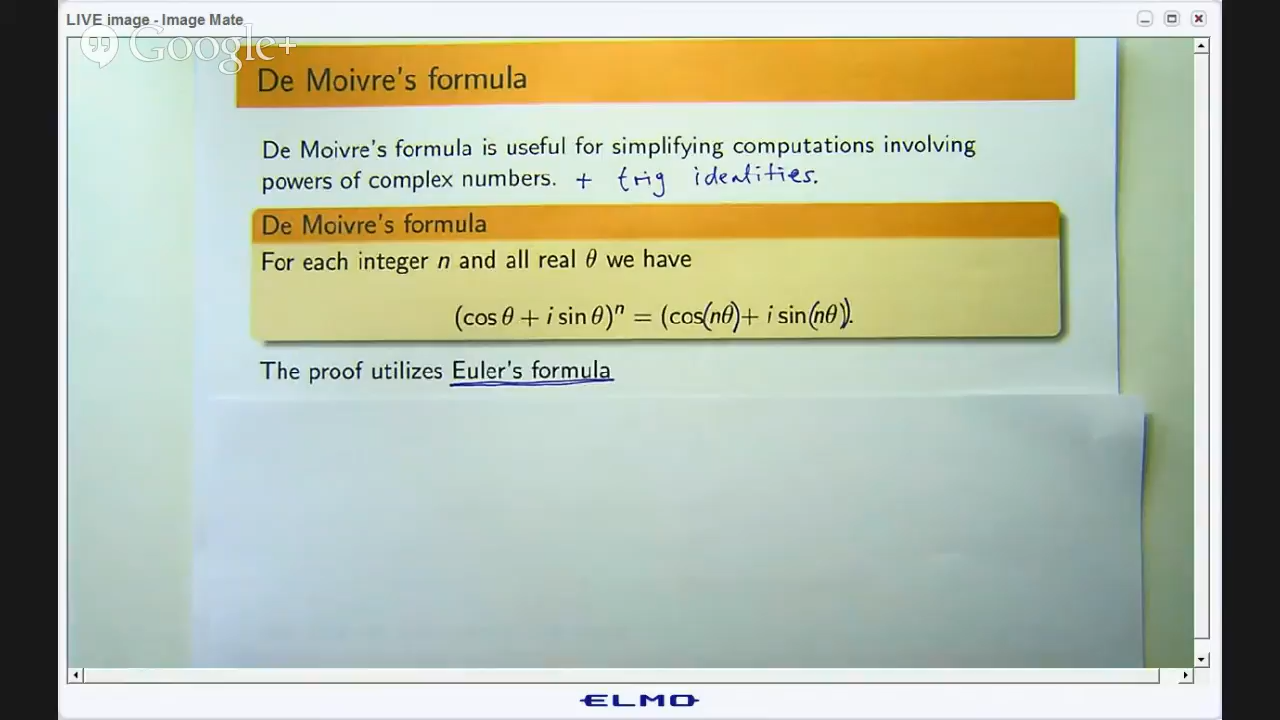 LIVE image - Image Mate
Google+
De Moivre's formula
De Moivre's formula is useful for simplifying computations involving
powers of complex numbers. + trig identities.
De Moivre's formula
For each integer n and all real θ we have
(cos θ + i sin θ)ⁿ = (cos(nθ) + i sin(nθ)).
The proof utilizes Euler's formula
ELMO